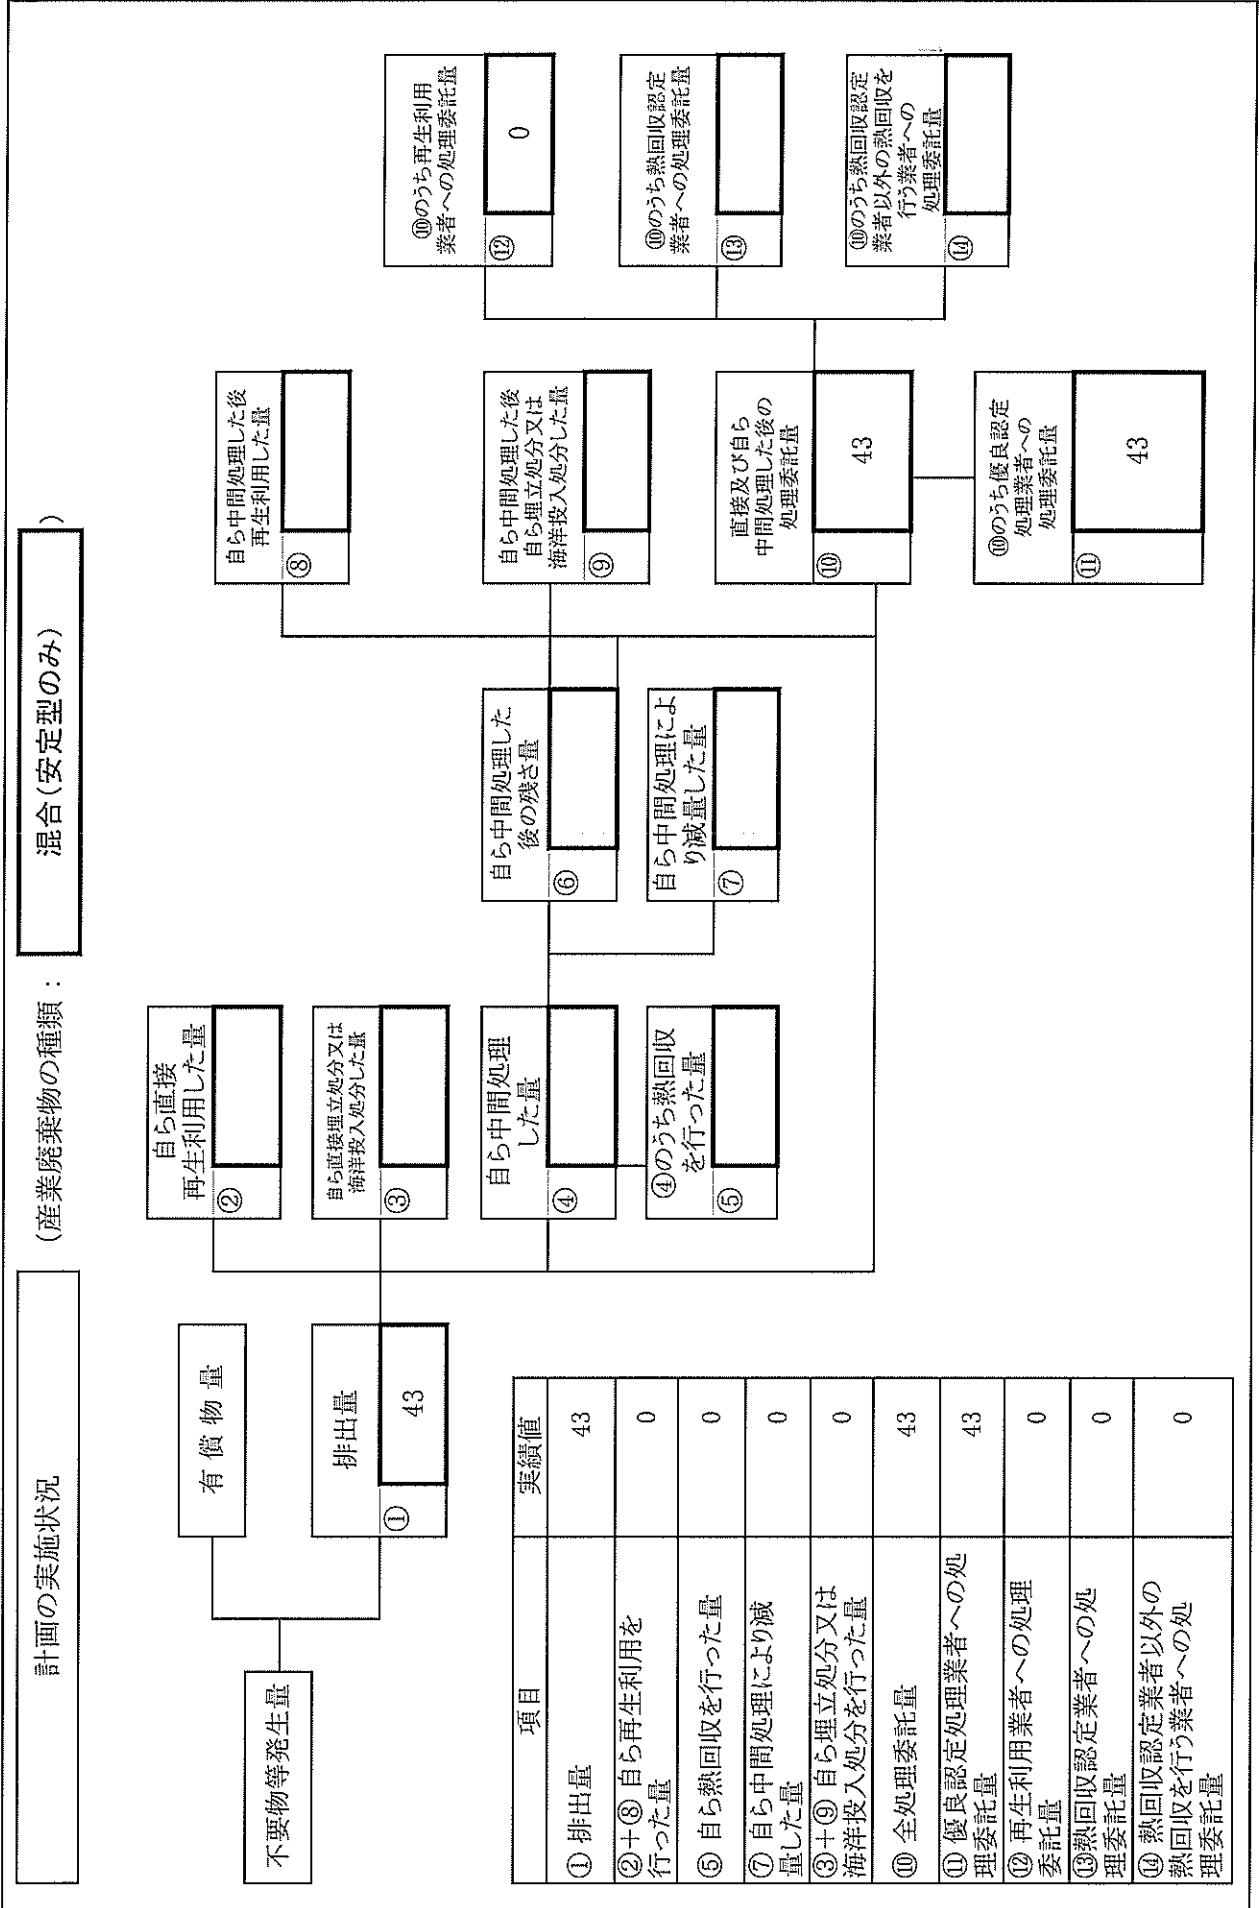 計画の実施状況
(産業廃棄物の種類：
混合(安定型のみ)
)
不要物等発生量
有 償 物 量
排出量
①
43
自ら直接
再生利用した量
②
自ら直接埋立処分又は
海洋投入処分した量
③
自ら中間処理
した量
④
④のうち熱回収
を行った量
⑤
自ら中間処理した
後の残さ量
⑥
自ら中間処理によ
り減量した量
⑦
自ら中間処理した後
再生利用した量
⑧
自ら中間処理した後
自ら埋立処分又は
海洋投入処分した量
⑨
直接及び自ら
中間処理した後の
処理委託量
⑩
43
⑩のうち優良認定
処理業者への
処理委託量
⑪
43
⑩のうち再生利用
業者への処理委託量
⑫
0
⑩のうち熱回収認定
業者への処理委託量
⑬
⑩のうち熱回収認定
業者以外の熱回収を
行う業者への
処理委託量
⑭
項目
実績値
① 排出量
43
②＋⑧ 自ら再生利用を
行った量
0
⑤ 自ら熱回収を行った量
0
⑦ 自ら中間処理により減
量した量
0
③＋⑨ 自ら埋立処分又は
海洋投入処分を行った量
0
⑩ 全処理委託量
43
⑪ 優良認定処理業者への処
理委託量
43
⑫ 再生利用業者への処理
委託量
0
⑬熱回収認定業者への処
理委託量
0
⑭ 熱回収認定業者以外の
熱回収を行う業者への処
理委託量
0